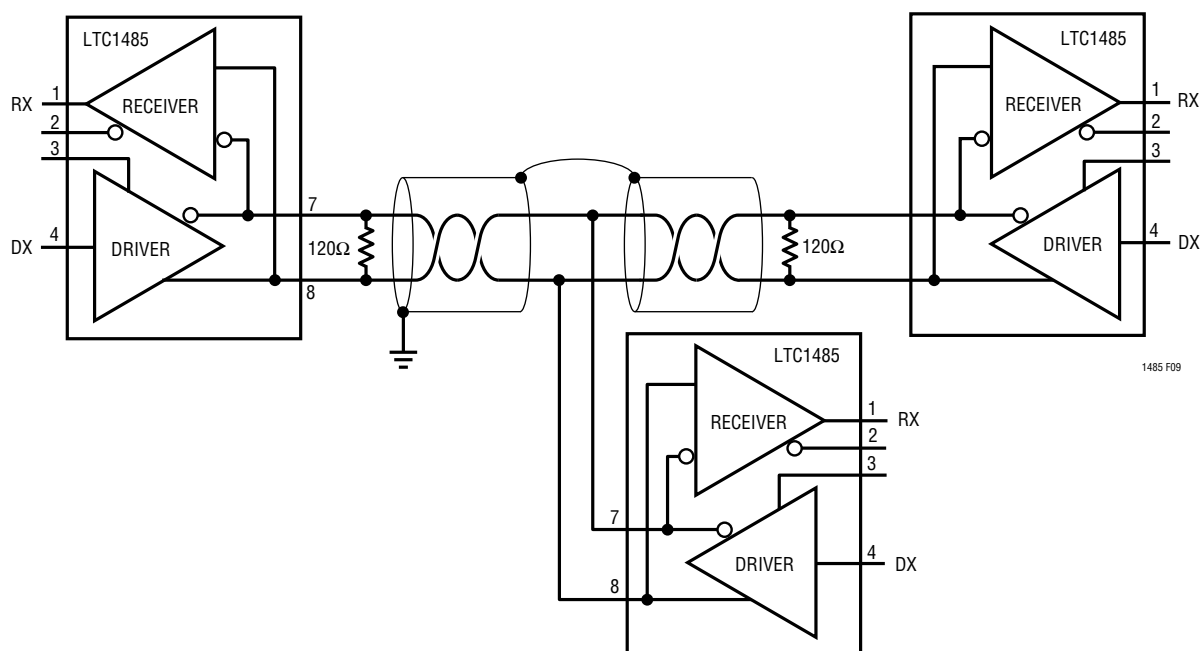 LTC1485
RX
1
RECEIVER
2
3
7
DX
4
DRIVER
120Ω
8
LTC1485
RECEIVER
1
RX
2
3
120Ω
DRIVER
4
DX
LTC1485
RECEIVER
1
RX
2
3
7
DRIVER
4
DX
8
1485 F09